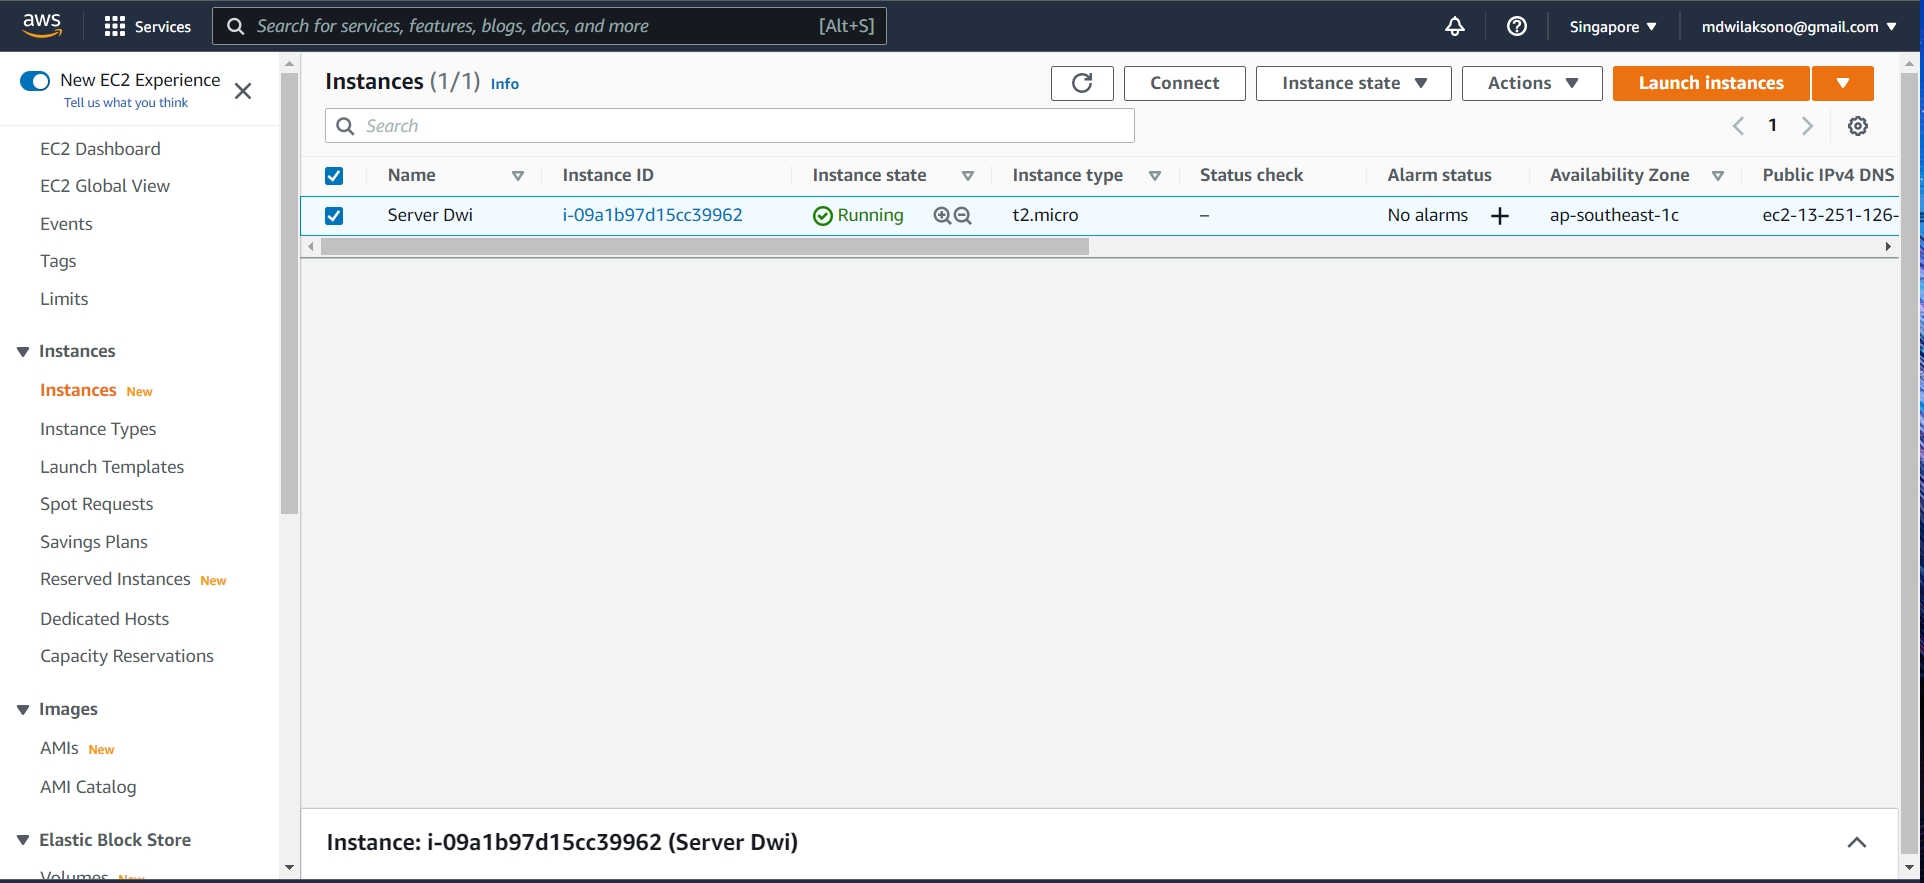 aws
Services
Search for services, features, blogs, docs, and more [Alt+S]
Singapore
mdwilaksono@gmail.com
New EC2 Experience
Tell us what you think
EC2 Dashboard
EC2 Global View
Events
Tags
Limits
Instances
Instances New
Instance Types
Launch Templates
Spot Requests
Savings Plans
Reserved Instances New
Dedicated Hosts
Capacity Reservations
Images
AMIs New
AMI Catalog
Elastic Block Store
Volumes New
Instances (1/1) Info
Connect
Instance state
Actions
Launch instances
Search
1
Name Instance ID Instance state Instance type Status check Alarm status Availability Zone Public IPv4 DNS
Server Dwi i-09a1b97d15cc39962 Running t2.micro – No alarms + ap-southeast-1c ec2-13-251-126-
Instance: i-09a1b97d15cc39962 (Server Dwi)